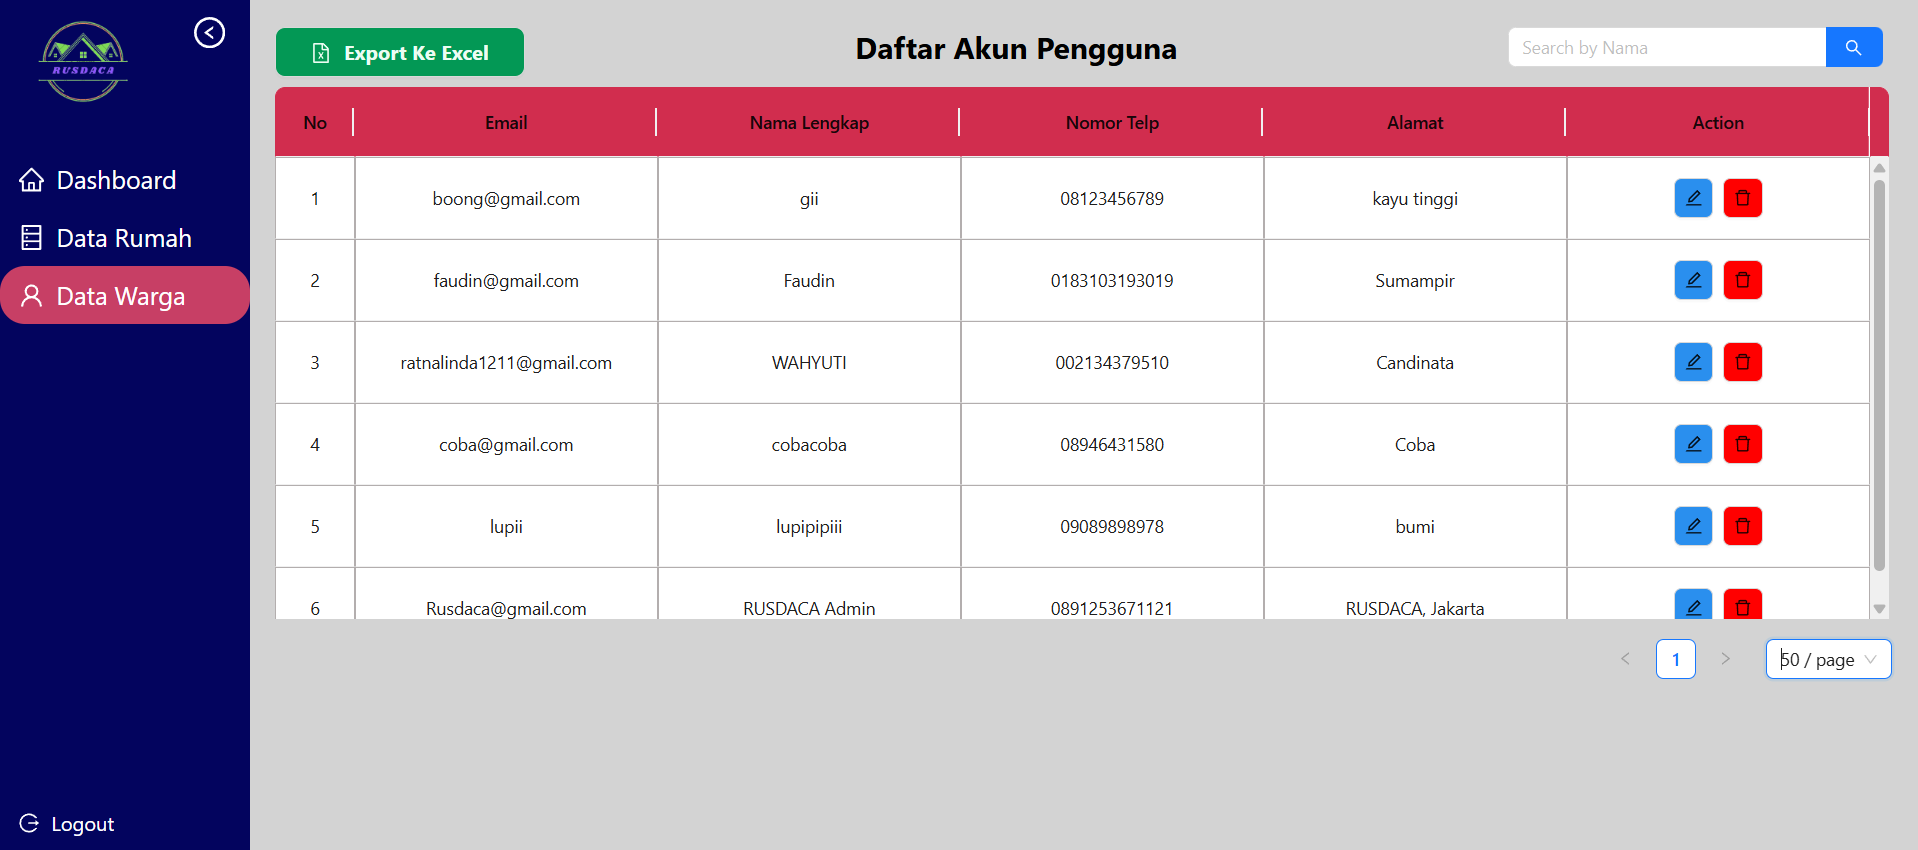 RUSDACA
Dashboard
Data Rumah
Data Warga
Logout
Export Ke Excel
Daftar Akun Pengguna
Search by Nama
No Email Nama Lengkap Nomor Telp Alamat Action
1 boong@gmail.com gii 08123456789 kayu tinggi
2 faudin@gmail.com Faudin 0183103193019 Sumampir
3 ratnalinda1211@gmail.com WAHYUTI 002134379510 Candinata
4 coba@gmail.com cobacoba 08946431580 Coba
5 lupii lupipipiii 09089898978 bumi
6 Rusdaca@gmail.com RUSDACA Admin 0891253671121 RUSDACA, Jakarta
1 50 / page